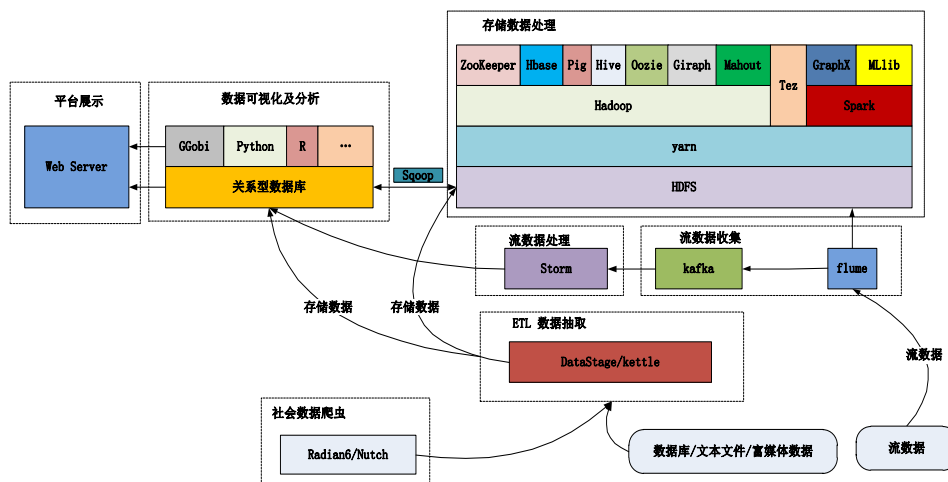 存储数据处理
ZooKeeper
Hbase
Pig
Hive
Oozie
Giraph
Mahout
Tez
GraphX
MLlib
Hadoop
Spark
yarn
HDFS
平台展示
Web Server
数据可视化及分析
GGobi
Python
R
…
关系型数据库
Sqoop
流数据处理
Storm
流数据收集
kafka
flume
存储数据
存储数据
流数据
ETL 数据抽取
DataStage/kettle
社会数据爬虫
Radian6/Nutch
数据库/文本文件/富媒体数据
流数据